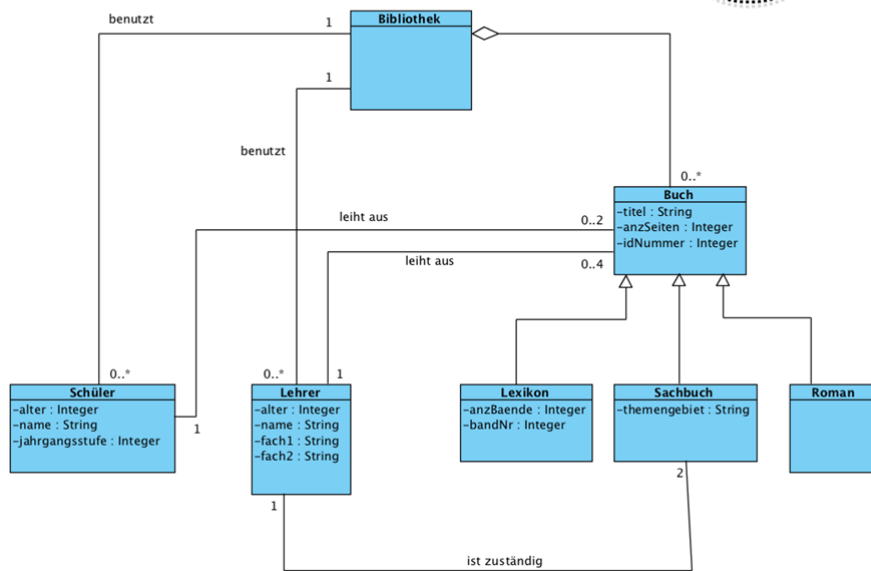 benutzt
1
Bibliothek
1
benutzt
0..*
Buch
-titel : String
-anzSeiten : Integer
-idNummer : Integer
leiht aus
0..2
leiht aus
0..4
0..*
0..*
1
Schüler
-alter : Integer
-name : String
-jahrgangsstufe : Integer
1
Lehrer
-alter : Integer
-name : String
-fach1 : String
-fach2 : String
Lexikon
-anzBaende : Integer
-bandNr : Integer
Sachbuch
-themengebiet : String
Roman
2
1
ist zuständig